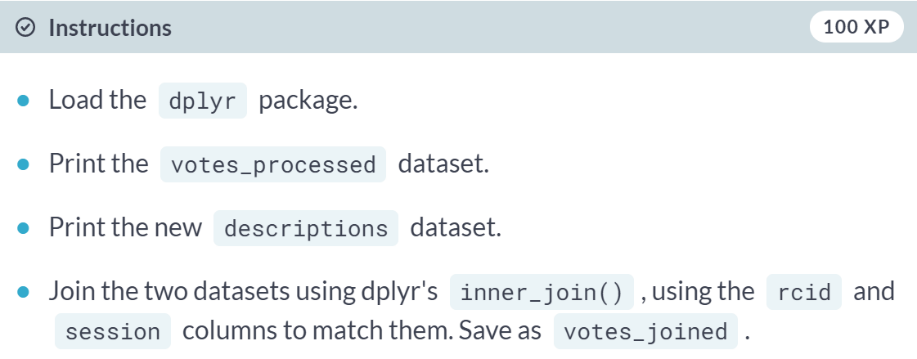 Instructions
100 XP
Load the dplyr package.
Print the votes_processed dataset.
Print the new descriptions dataset.
Join the two datasets using dplyr's inner_join() , using the rcid and
session columns to match them. Save as votes_joined .